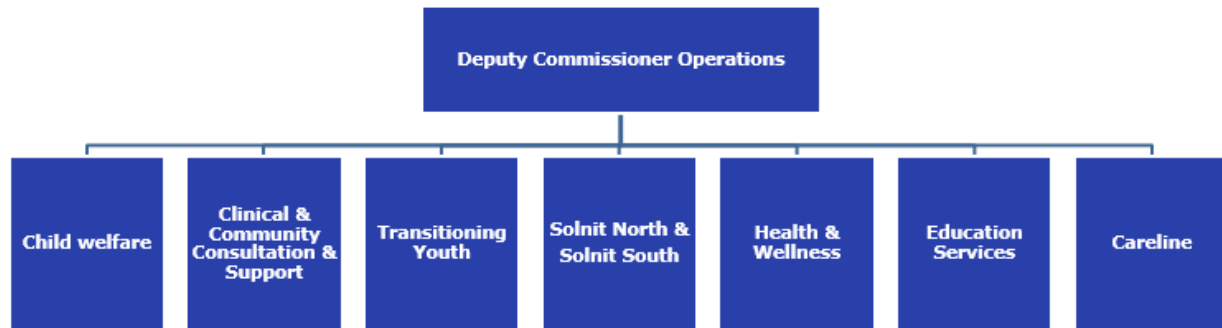 Deputy Commissioner Operations
Child welfare
Clinical &
Community
Consultation &
Support
Transitioning
Youth
Solnit North &
Solnit South
Health &
Wellness
Education
Services
Careline